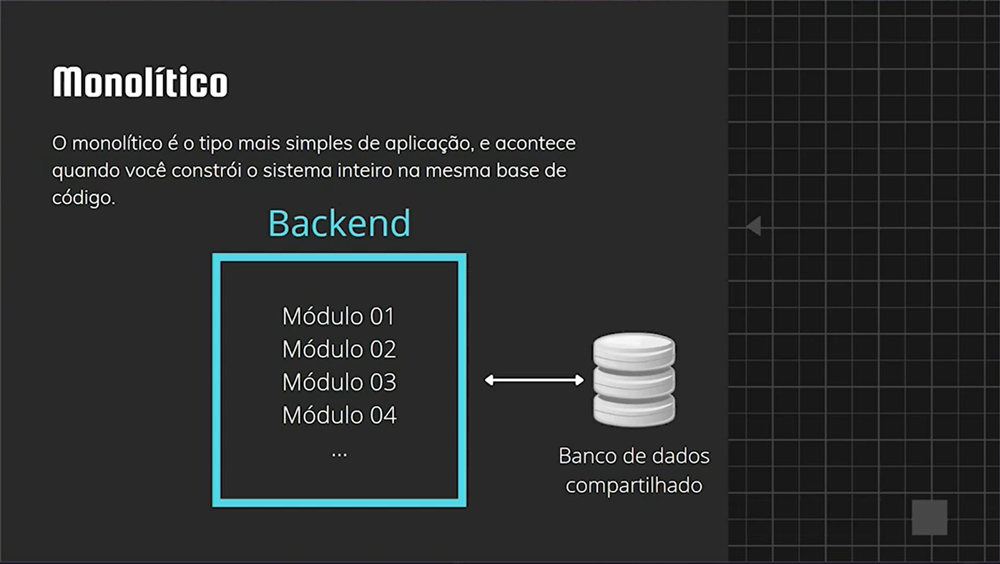 Monolítico
O monolítico é o tipo mais simples de aplicação, e acontece
quando você constrói o sistema inteiro na mesma base de
código.
Backend
Módulo 01
Módulo 02
Módulo 03
Módulo 04
...
Banco de dados
compartilhado